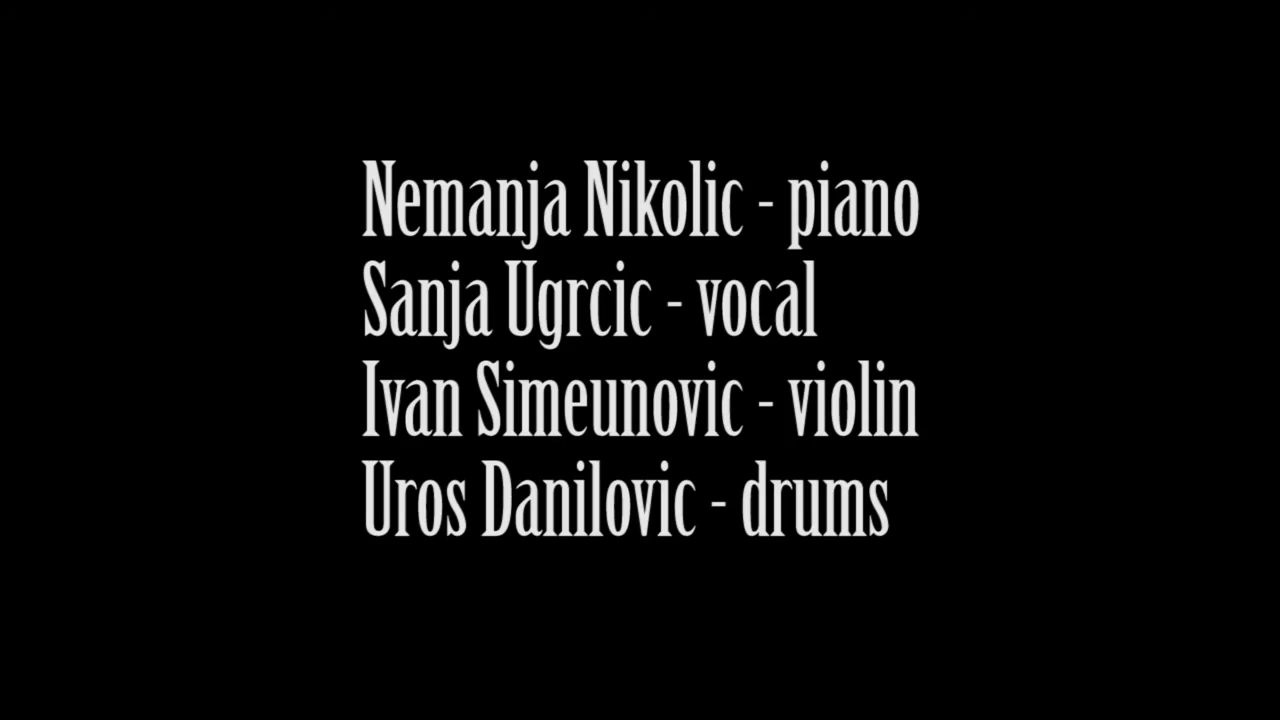 Nemanja Nikolic - piano
Sanja Ugrcic - vocal
Ivan Simeunovic - violin
Uros Danilovic - drums